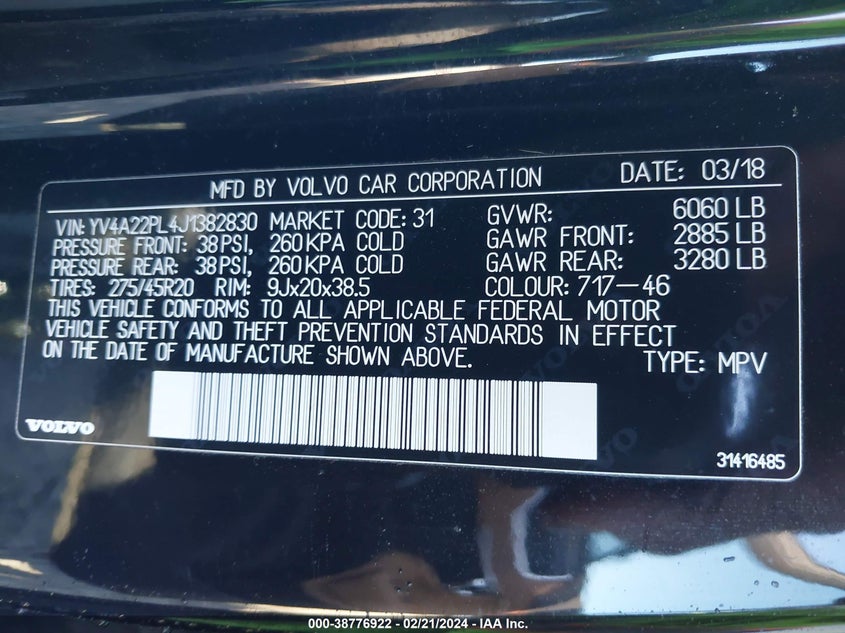 MFD BY VOLVO CAR CORPORATION DATE: 03/18
VIN: YV4A22PL4J1382830 MARKET CODE: 31 GVWR: 6060 LB
PRESSURE FRONT: 38 PSI, 260 KPA COLD GAWR FRONT: 2885 LB
PRESSURE REAR: 38 PSI, 260 KPA COLD GAWR REAR: 3280 LB
TIRES: 275/45R20 RIM: 9Jx20x38.5 COLOUR: 717-46
THIS VEHICLE CONFORMS TO ALL APPLICABLE FEDERAL MOTOR
VEHICLE SAFETY AND THEFT PREVENTION STANDARDS IN EFFECT
ON THE DATE OF MANUFACTURE SHOWN ABOVE. TYPE: MPV
VOLVO
31416485
000-38776922 - 02/21/2024 - IAA Inc.